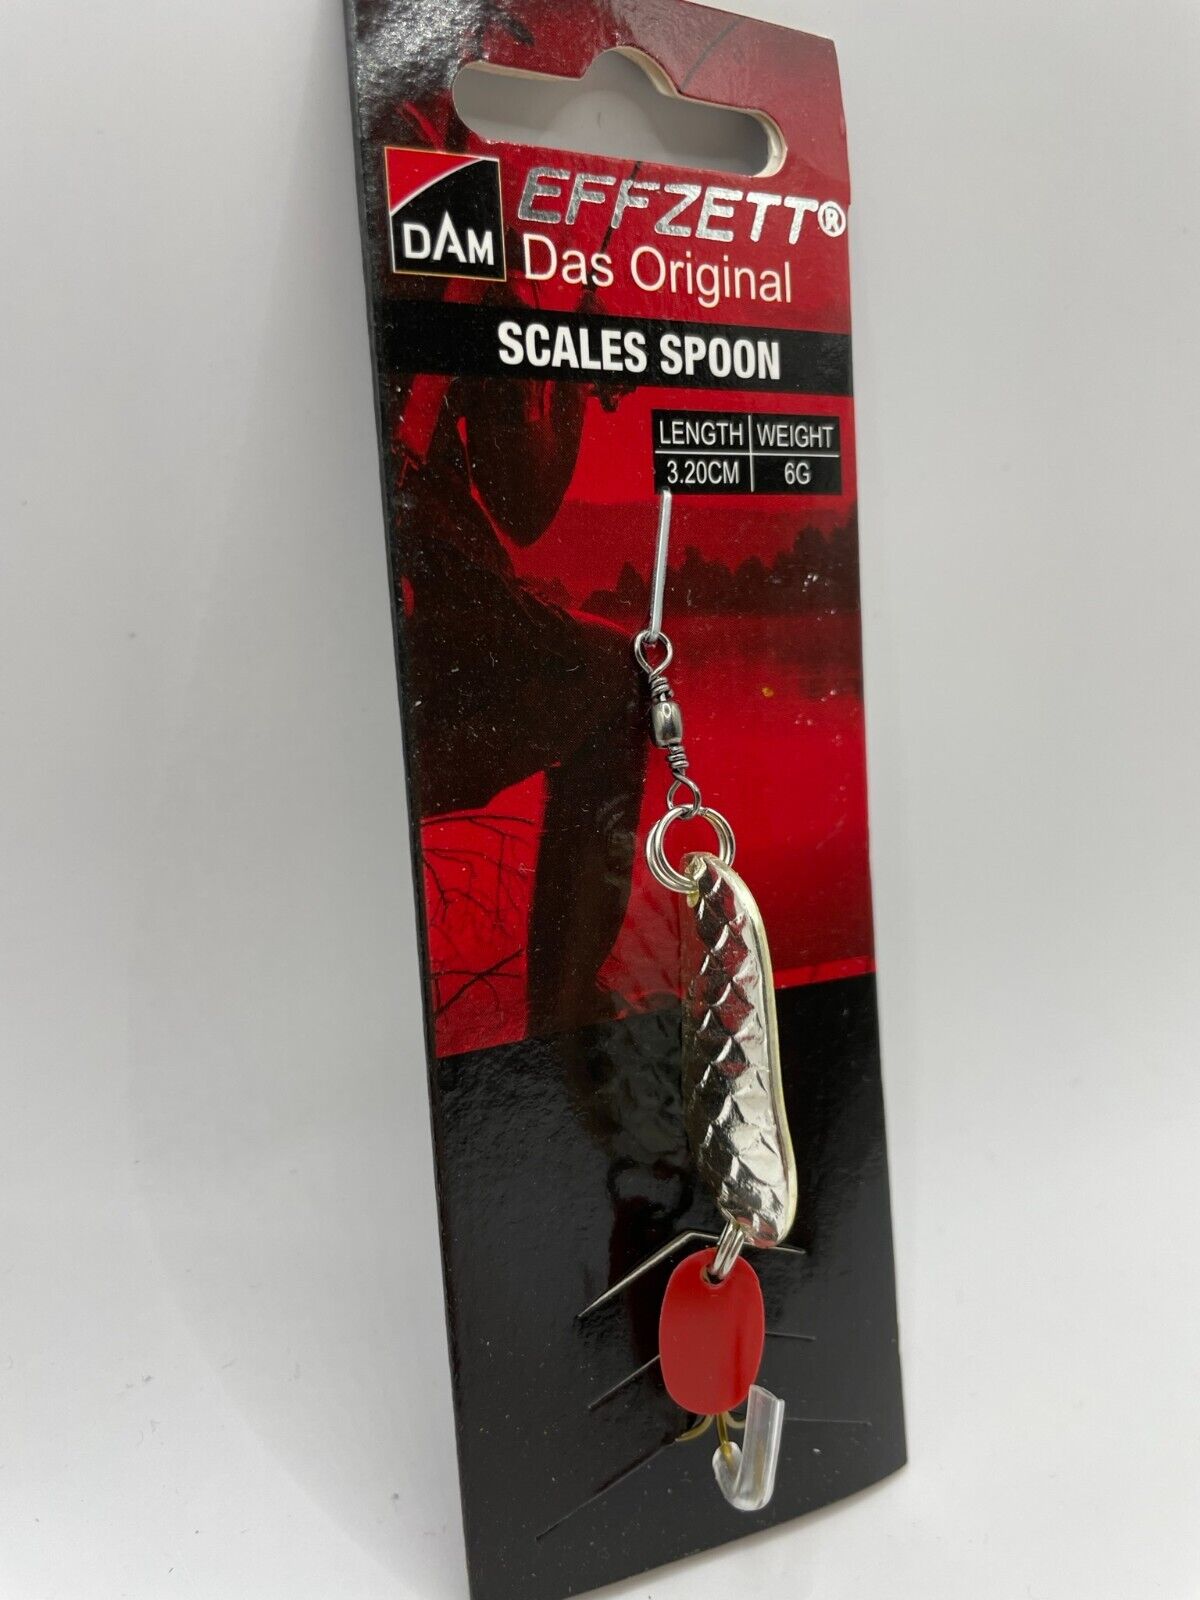 DAM
EFFZETT®
Das Original
SCALES SPOON
LENGTH WEIGHT
3.20CM 6G